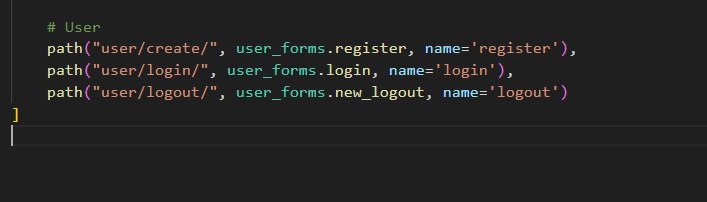 # User
path("user/create/", user_forms.register, name='register'),
path("user/login/", user_forms.login, name='login'),
path("user/logout/", user_forms.new_logout, name='logout')
]